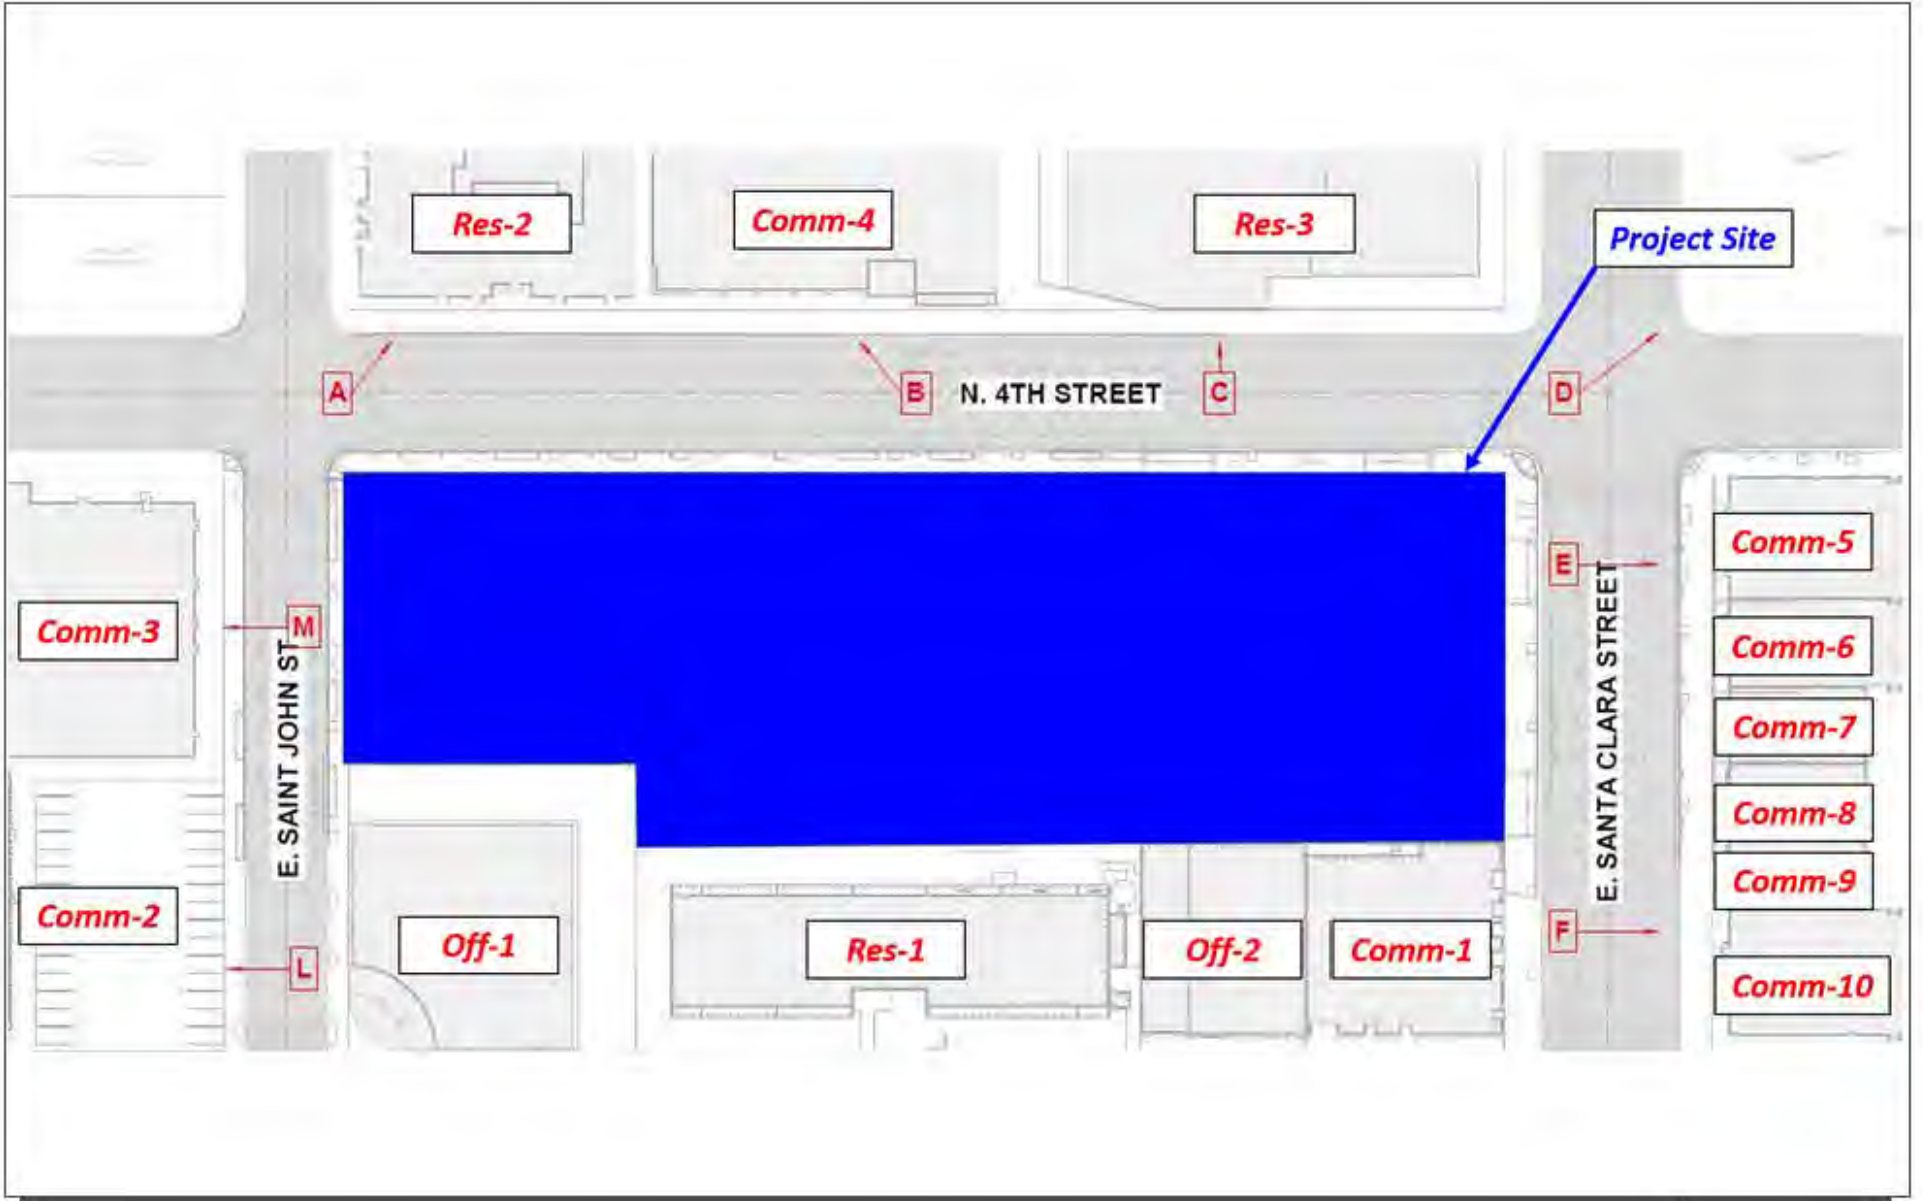 Res-2
Comm-4
Res-3
Project Site
A
B
N. 4TH STREET
C
D
Comm-5
E
Comm-3
M
Comm-6
E. SAINT JOHN ST
E. SANTA CLARA STREET
Comm-7
Comm-8
Comm-9
Comm-2
Off-1
Res-1
Off-2
Comm-1
F
L
Comm-10